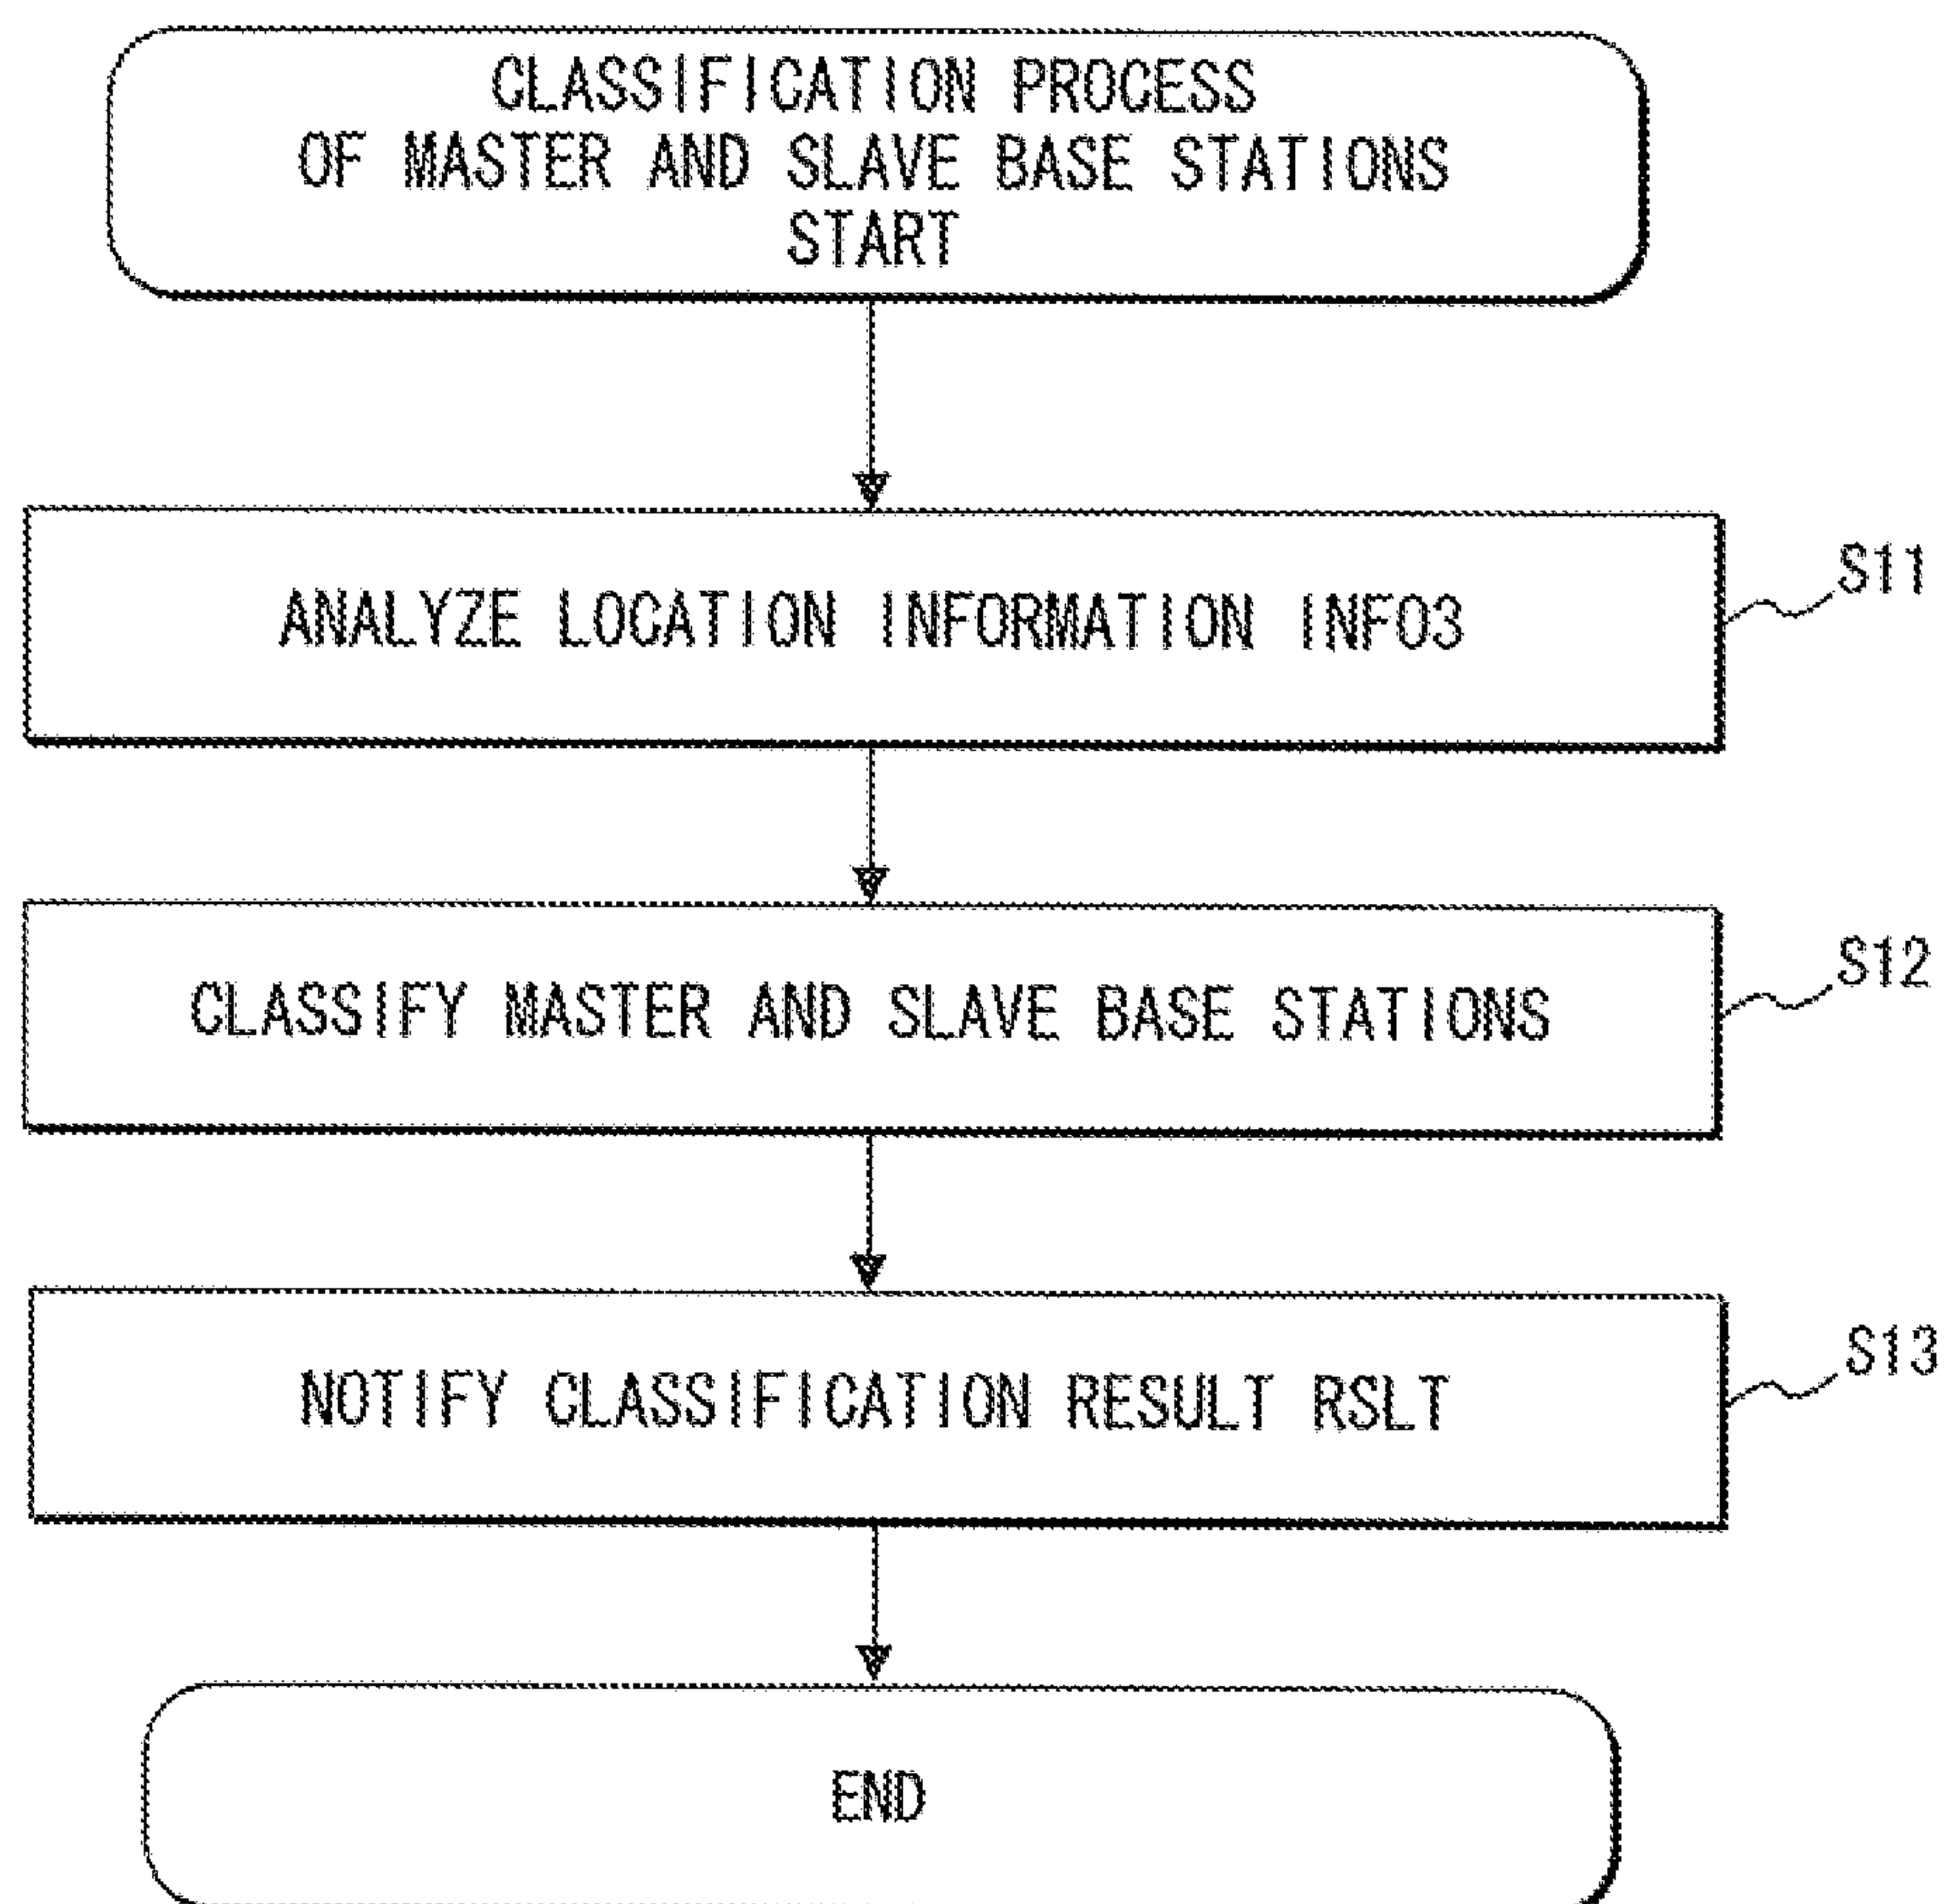 CLASSIFICATION PROCESS
OF MASTER AND SLAVE BASE STATIONS
START
ANALYZE LOCATION INFORMATION INFO3
S11
CLASSIFY MASTER AND SLAVE BASE STATIONS
S12
NOTIFY CLASSIFICATION RESULT RSLT
S13
END